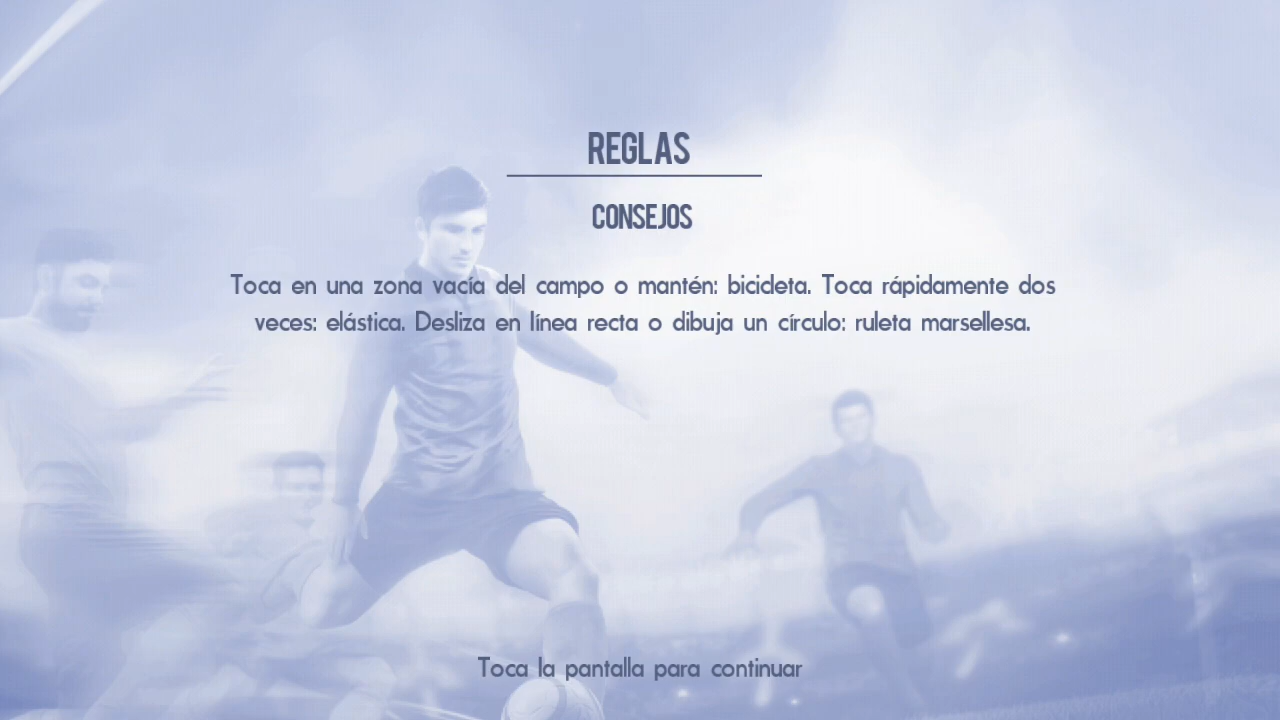 REGLAS
CONSEJOS
Toca en una zona vacía del campo o mantén: bicicleta. Toca rápidamente dos
veces: elástica. Desliza en línea recta o dibuja un círculo: ruleta marsellesa.
Toca la pantalla para continuar